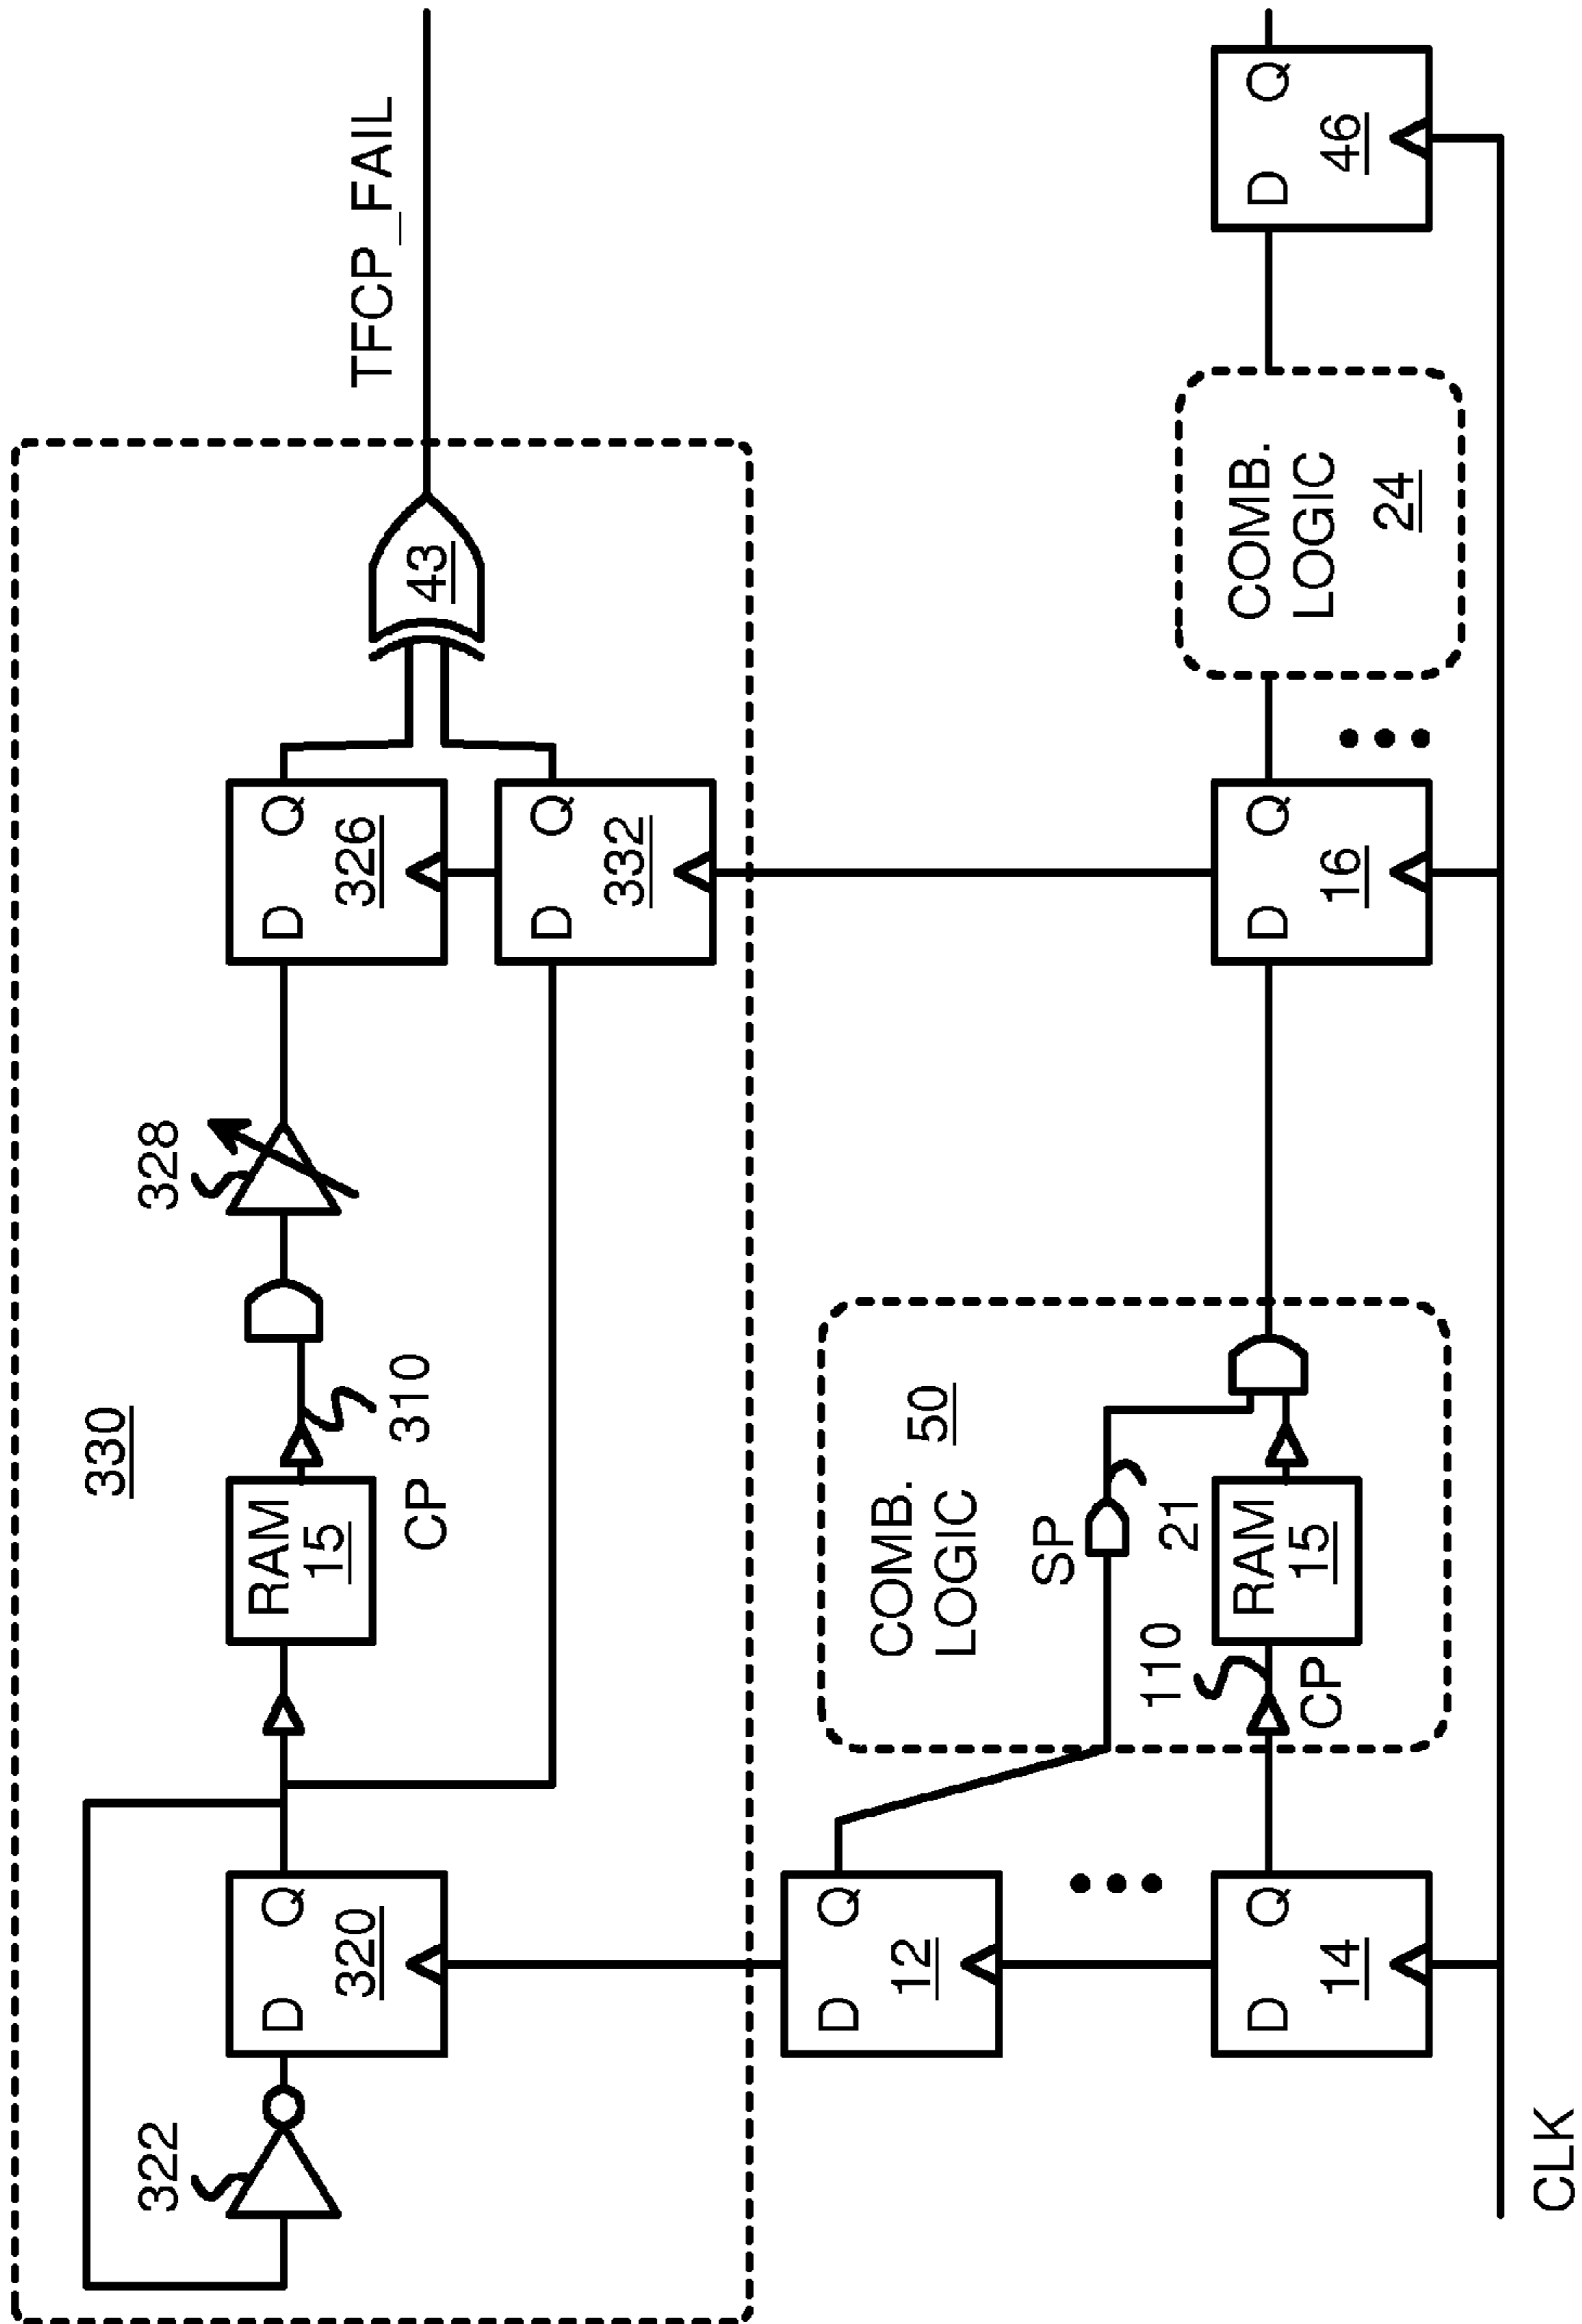 330
322
D Q
320
RAM
15
CP 310
328
D Q
326
D Q
332
43
TFCP_FAIL
D Q
12
D Q
14
COMB.
LOGIC 50
SP
21
110
CP
RAM
15
D Q
16
COMB.
LOGIC
24
D Q
46
CLK